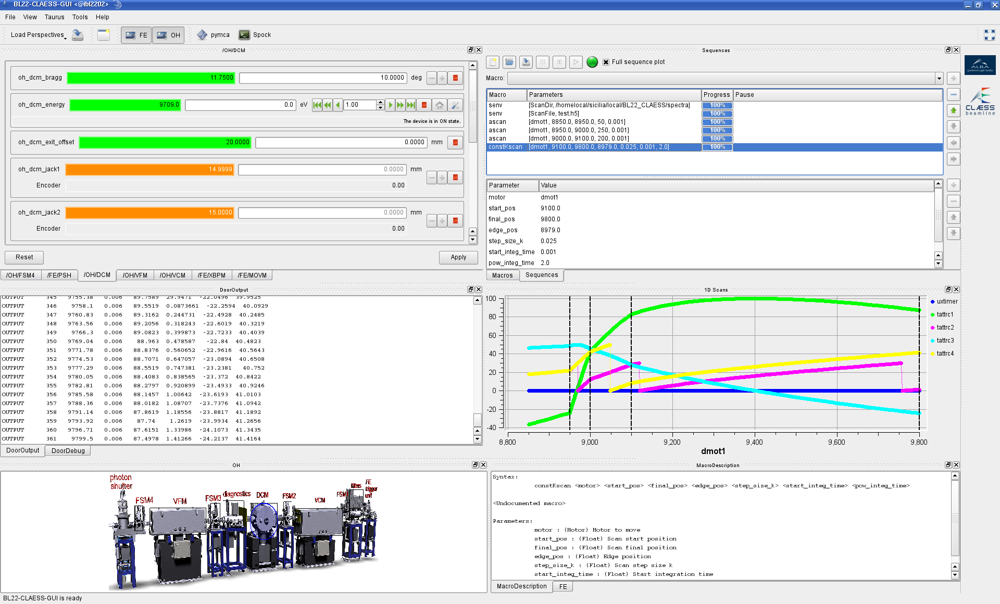 BL22-CLAESS-GUI <@ibl2202>
File View Taurus Tools Help
Load Perspectives FE OH pymca Spock
/OH/DCM
oh_dcm_bragg 11.7500 10.0000 deg
oh_dcm_energy 9709.0 0.0 eV 1.00
The device is in ON state.
oh_dcm_exit_offset 20.0000 0.0000 mm
oh_dcm_jack1 14.9999 0.0000 mm
Encoder 0.00
oh_dcm_jack2 15.0000 0.0000 mm
Encoder 0.00
Reset Apply
/OH/FSM4 /FE/PSH /OH/DCM /OH/VFM /OH/VCM /FE/XBPM /FE/MOVM
Sequences
Full sequence plot
Macro:
Macro Parameters Progress Pause
senv [ScanDir, /homelocal/sicilia/local/BL22_CLAESS/spectra] 100%
senv [ScanFile, test.h5] 100%
ascan [dmot1, 8850.0, 8950.0, 50, 0.001] 100%
ascan [dmot1, 8950.0, 9000.0, 250, 0.001] 100%
ascan [dmot1, 9000.0, 9100.0, 200, 0.001] 100%
constKscan [dmot1, 9100.0, 9800.0, 8979.0, 0.025, 0.001, 2.0] 100%
Parameter Value
motor dmot1
start_pos 9100.0
final_pos 9800.0
edge_pos 8979.0
step_size_k 0.025
start_integ_time 0.001
pow_integ_time 2.0
Macros Sequences
ALBA
CLÆSS
beamline
DoorOutput
OUTPUT 345 9755.38 0.006 89.7589 29.9471 -22.0496 39.9525
OUTPUT 346 9758.1 0.006 89.5519 0.0873661 -22.2594 40.0929
OUTPUT 347 9760.83 0.006 89.3162 0.244731 -22.4928 40.2485
OUTPUT 348 9763.56 0.006 89.2056 0.318243 -22.6019 40.3219
OUTPUT 349 9766.3 0.006 89.0823 0.399873 -22.7233 40.4039
OUTPUT 350 9769.04 0.006 88.963 0.478587 -22.84 40.4823
OUTPUT 351 9771.78 0.006 88.8376 0.560652 -22.9616 40.5643
OUTPUT 352 9774.53 0.006 88.7071 0.647057 -23.0894 40.6508
OUTPUT 353 9777.29 0.006 88.5519 0.747381 -23.2381 40.752
OUTPUT 354 9780.05 0.006 88.4083 0.838565 -23.372 40.8422
OUTPUT 355 9782.81 0.006 88.2797 0.920899 -23.4933 40.9246
OUTPUT 356 9785.58 0.006 88.1457 1.00642 -23.6193 41.0103
OUTPUT 357 9788.36 0.006 88.0182 1.08707 -23.7376 41.0942
OUTPUT 358 9791.14 0.006 87.8619 1.18556 -23.8817 41.1892
OUTPUT 359 9793.92 0.006 87.74 1.2619 -23.9934 41.2656
OUTPUT 360 9796.71 0.006 87.6151 1.33986 -24.1073 41.3435
OUTPUT 361 9799.5 0.006 87.4978 1.41266 -24.2137 41.4164
DoorOutput DoorDebug
1D Scans
100
80
60
40
20
0
-20
-40
8,800 9,000 9,200 9,400 9,600 9,800
dmot1
uxtimer
tattrc1
tattrc2
tattrc3
tattrc4
OH
photon
shutter
FSM4
VFM
FSM3
diagnostics
DCM
FSM2
VCM
FSM1
filters
FE
trigger
unit
MacroDescription
Syntax:
constKscan <motor> <start_pos> <final_pos> <edge_pos> <step_size_k> <start_integ_time> <pow_integ_time>
<Undocumented macro>
Parameters:
motor : (Motor) Motor to move
start_pos : (Float) Scan start position
final_pos : (Float) Scan final position
edge_pos : (Float) Edge position
step_size_k : (Float) Scan step size k
start_integ_time : (Float) Start integration time
MacroDescription FE
BL22-CLAESS-GUI is ready